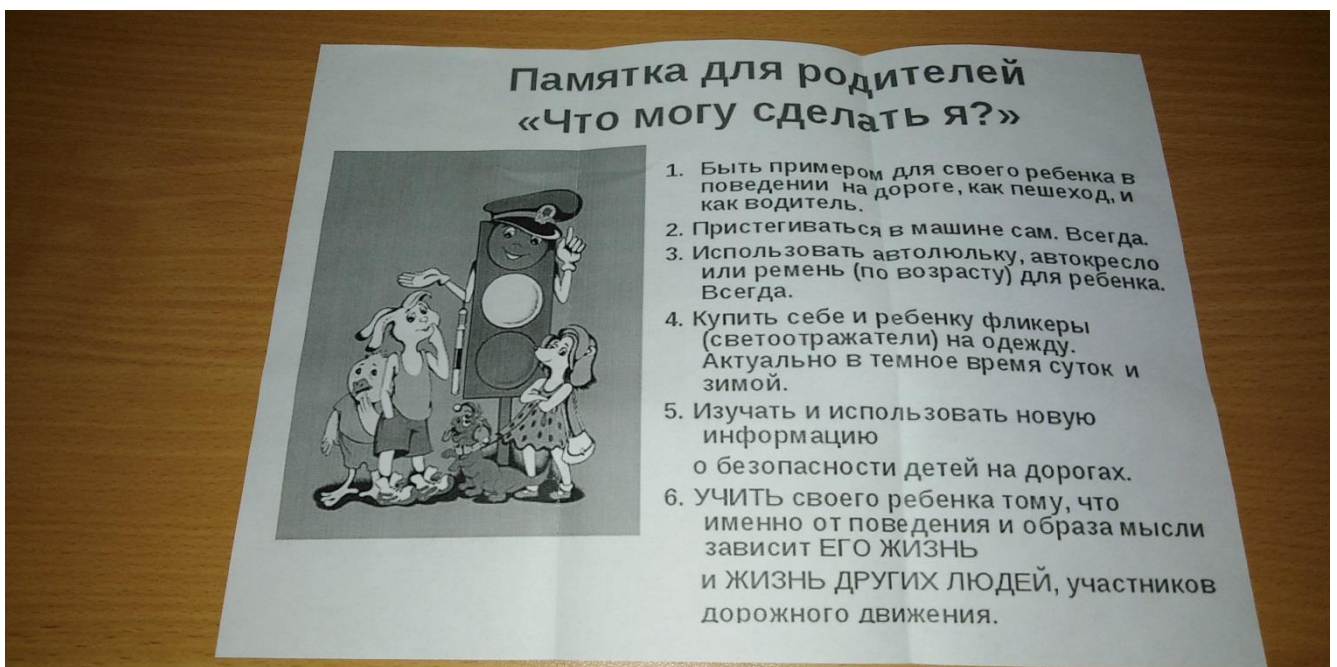 Памятка для родителей
«Что могу сделать я?»
1. Быть примером для своего ребенка в
поведении на дороге, как пешеход, и
как водитель.
2. Пристегиваться в машине сам. Всегда.
3. Использовать автолюльку, автокресло
или ремень (по возрасту) для ребенка.
Всегда.
4. Купить себе и ребенку фликеры
(светоотражатели) на одежду.
Актуально в темное время суток и
зимой.
5. Изучать и использовать новую
информацию
о безопасности детей на дорогах.
6. УЧИТЬ своего ребенка тому, что
именно от поведения и образа мысли
зависит ЕГО ЖИЗНЬ
и ЖИЗНЬ ДРУГИХ ЛЮДЕЙ, участников
дорожного движения.